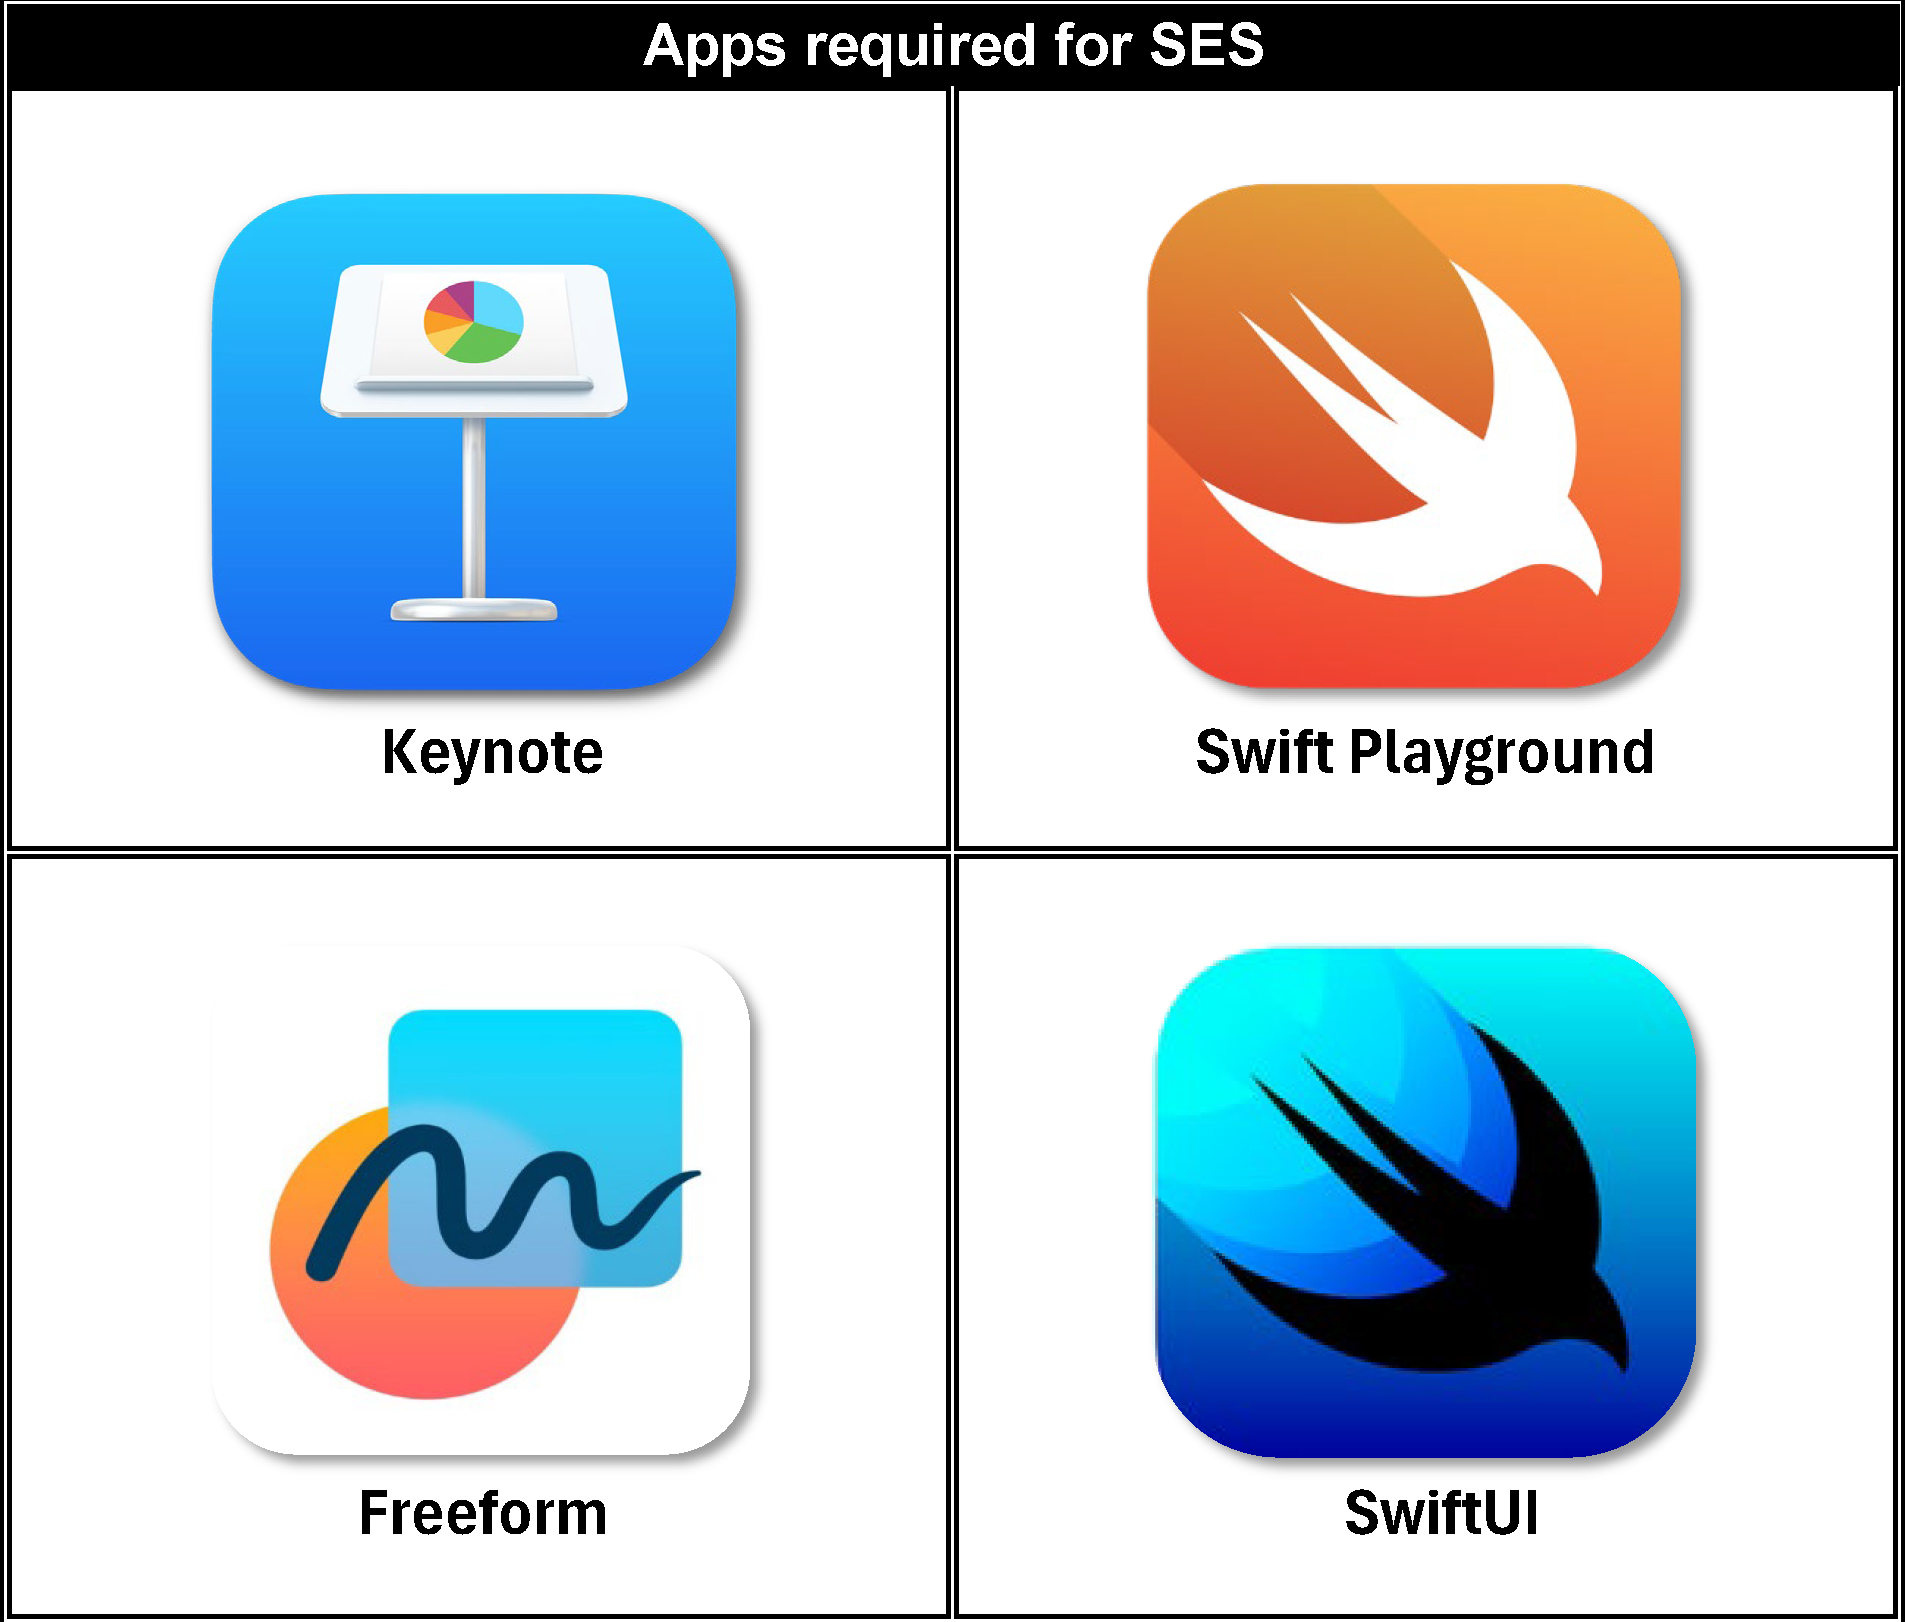 Apps required for SES
Keynote
Swift Playground
Freeform
SwiftUI